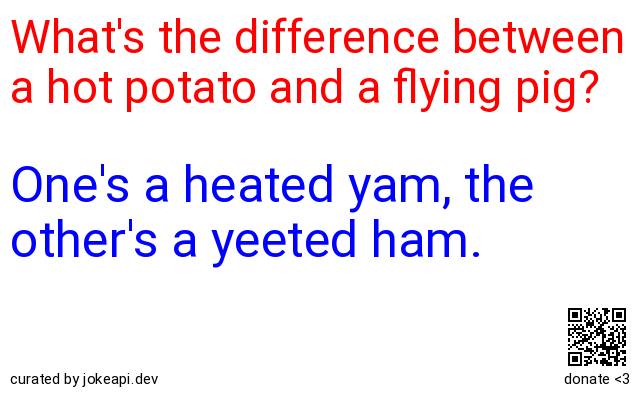 What's the difference between
a hot potato and a flying pig?
One's a heated yam, the
other's a yeeted ham.
curated by jokeapi.dev
donate <3